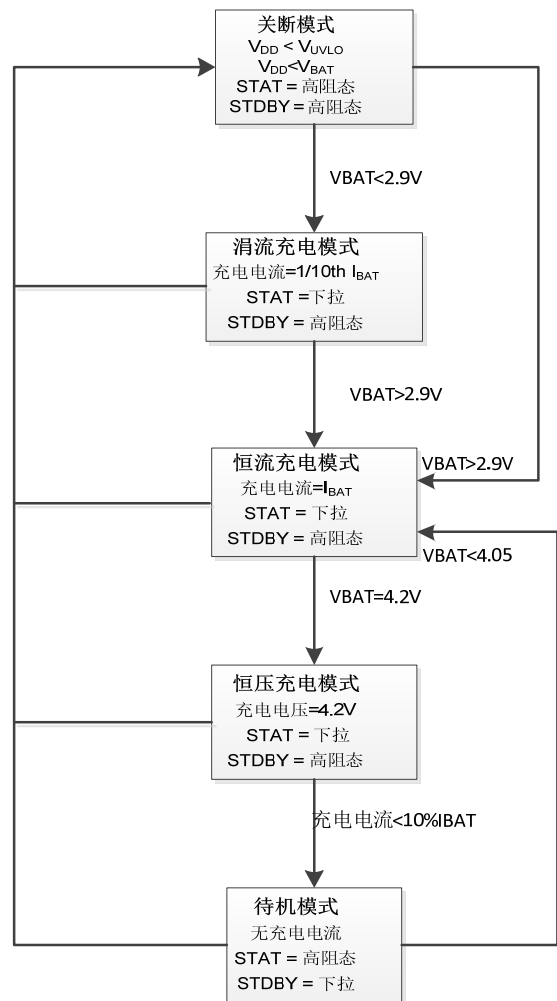 关断模式
VDD < VUVLO
VDD<VBAT
STAT = 高阻态
STDBY = 高阻态
VBAT<2.9V
涓流充电模式
充电电流=1/10th IBAT
STAT = 下拉
STDBY = 高阻态
VBAT>2.9V
恒流充电模式
充电电流=IBAT
STAT = 下拉
STDBY = 高阻态
VBAT>2.9V
VBAT<4.05
VBAT=4.2V
恒压充电模式
充电电压=4.2V
STAT = 下拉
STDBY = 高阻态
充电电流<10%IBAT
待机模式
无充电电流
STAT = 高阻态
STDBY = 下拉